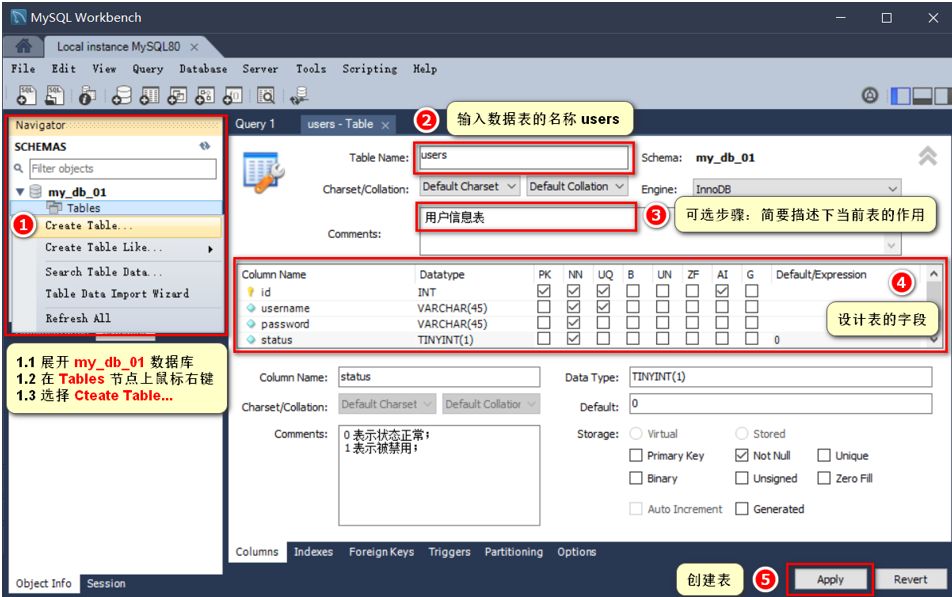 MySQL Workbench
Local instance MySQL80
File Edit View Query Database Server Tools Scripting Help
Navigator
SCHEMAS
Filter objects
my_db_01
Tables
1
Create Table...
Create Table Like...
Search Table Data...
Table Data Import Wizard
Refresh All
1.1 展开 my_db_01 数据库
1.2 在 Tables 节点上鼠标右键
1.3 选择 Cteate Table...
Object Info Session
Query 1 users - Table
2 输入数据表的名称 users
Table Name: users Schema: my_db_01
Charset/Collation: Default Charset Default Collation Engine: InnoDB
Comments: 用户信息表
3 可选步骤：简要描述下当前表的作用
Column Name Datatype PK NN UQ B UN ZF AI G Default/Expression
id INT
username VARCHAR(45)
password VARCHAR(45)
status TINYINT(1) 0
4
设计表的字段
Column Name: status Data Type: TINYINT(1)
Charset/Collation: Default Charset Default Collation Default: 0
Comments: 0 表示状态正常；
1 表示被禁用；
Storage: Virtual Stored
Primary Key Not Null Unique
Binary Unsigned Zero Fill
Auto Increment Generated
Columns Indexes Foreign Keys Triggers Partitioning Options
创建表 5 Apply Revert